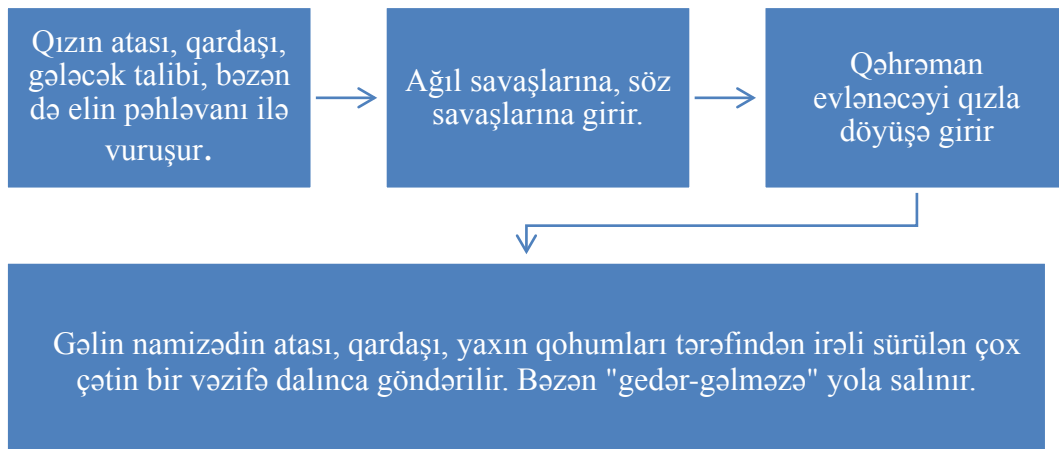 Qızın atası, qardaşı,
gələcək talibi, bəzən
də elin pəhləvanı ilə
vuruşur.
Ağıl savaşlarına, söz
savaşlarına girir.
Qəhrəman
evlənəcəyi qızla
döyüşə girir
Gəlin namizədin atası, qardaşı, yaxın qohumları tərəfindən irəli sürülən çox
çətin bir vəzifə dalınca göndərilir. Bəzən "gedər-gəlməzə" yola salınır.